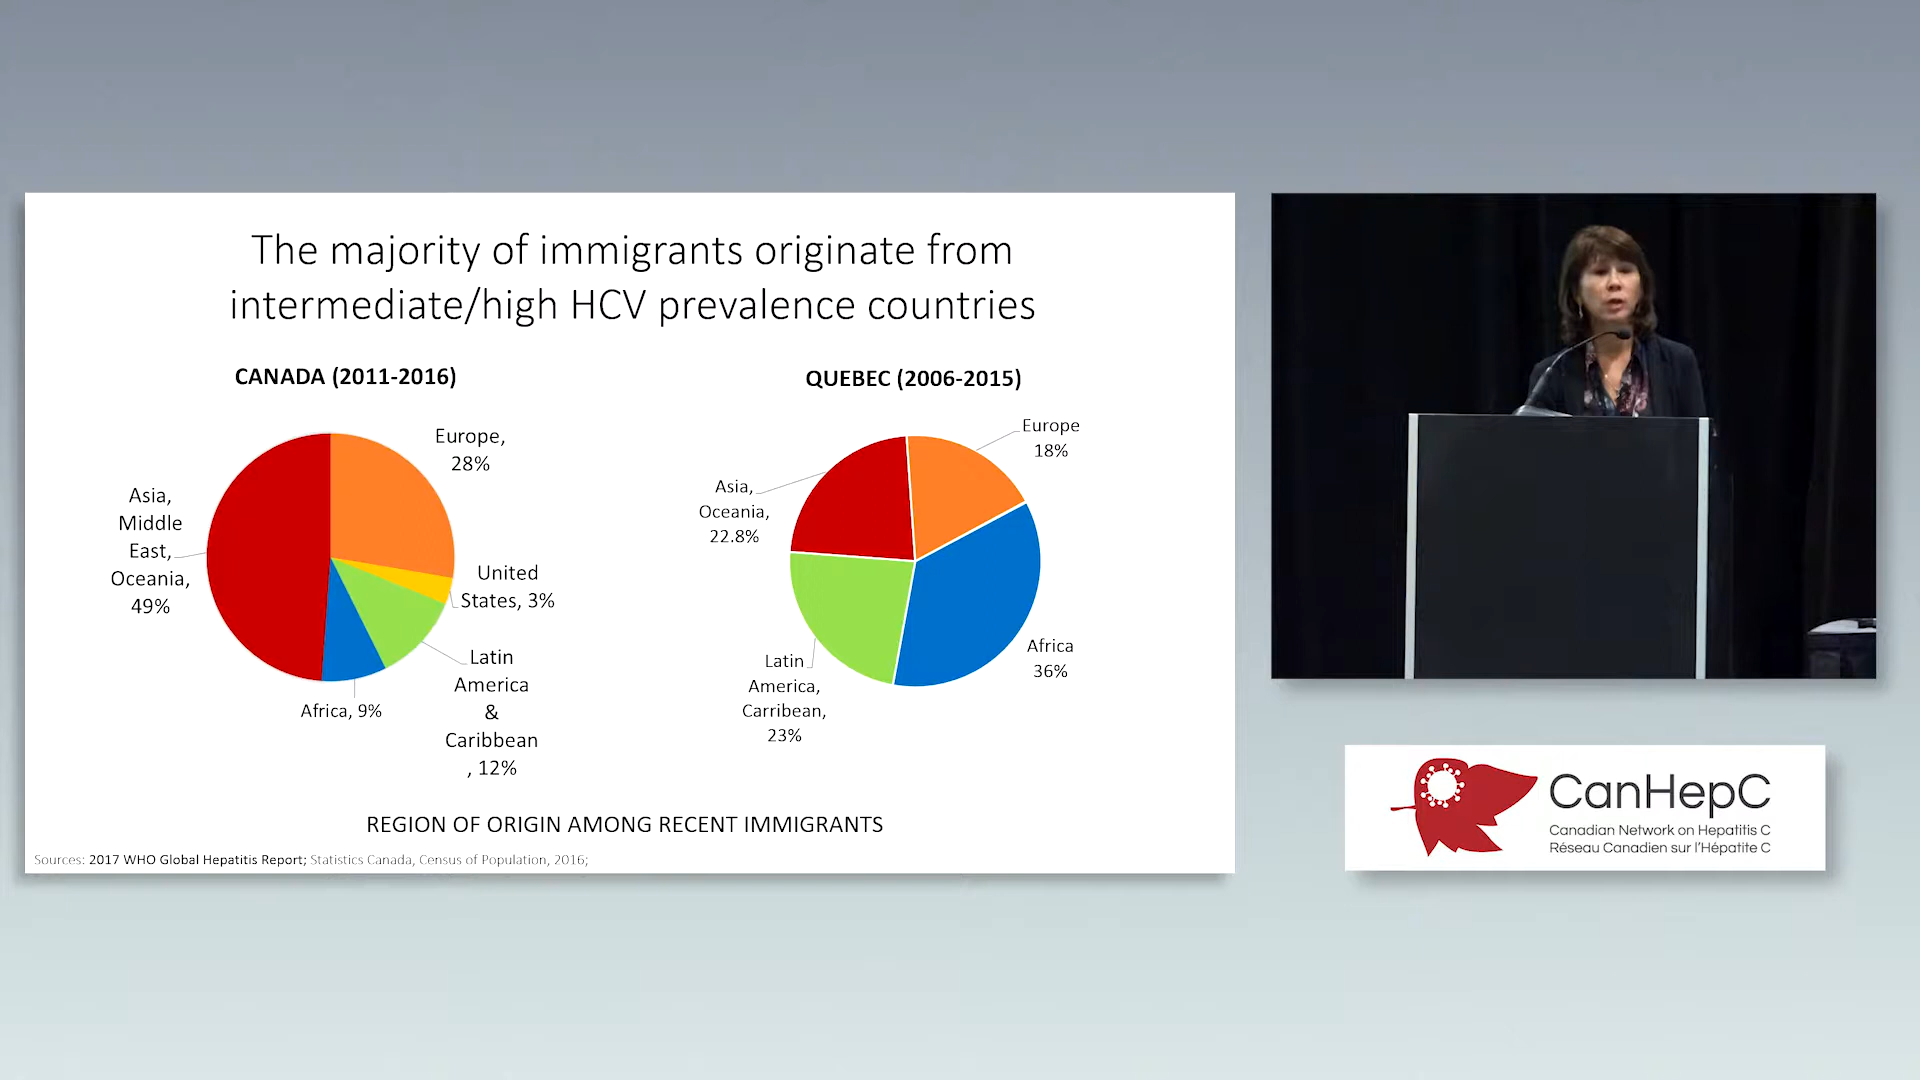 The majority of immigrants originate from
intermediate/high HCV prevalence countries
CANADA (2011-2016)
Europe,
28%
Asia,
Middle
East,
Oceania,
49%
United
States, 3%
Latin
America
&
Caribbean
, 12%
Africa, 9%
QUEBEC (2006-2015)
Europe
18%
Asia,
Oceania,
22.8%
Africa
36%
Latin
America,
Carribean,
23%
REGION OF ORIGIN AMONG RECENT IMMIGRANTS
Sources: 2017 WHO Global Hepatitis Report; Statistics Canada, Census of Population, 2016;
CanHepC
Canadian Network on Hepatitis C
Réseau Canadien sur l'Hépatite C